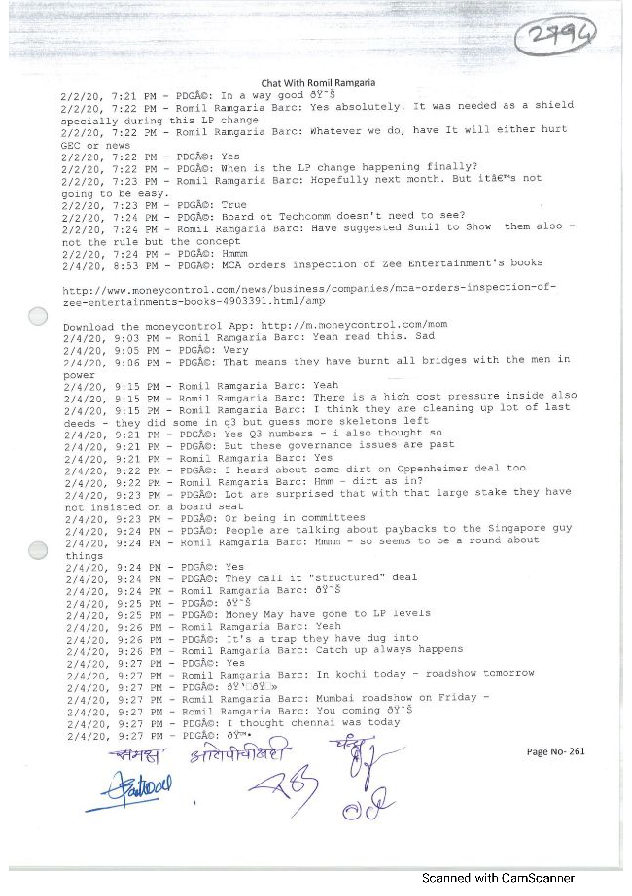 2794
Chat With Romil Ramgaria
2/2/20, 7:21 PM - PDGÂ©: In a way good ðŸ˜Š
2/2/20, 7:22 PM - Romil Ramgaria Barc: Yes absolutely. It was needed as a shield
specially during this LP change
2/2/20, 7:22 PM - Romil Ramgaria Barc: Whatever we do, have It will either hurt
GEC or news
2/2/20, 7:22 PM - PDGÂ©: Yes
2/2/20, 7:22 PM - PDGÂ©: When is the LP change happening finally?
2/2/20, 7:23 PM - Romil Ramgaria Barc: Hopefully next month. But itâ€™s not
going to be easy.
2/2/20, 7:23 PM - PDGÂ©: True
2/2/20, 7:24 PM - PDGÂ©: Board ot Techcomm doesn't need to see?
2/2/20, 7:24 PM - Romil Ramgaria Barc: Have suggested Sunil to Show them also -
not the rule but the concept
2/2/20, 7:24 PM - PDGÂ©: Hmmm
2/4/20, 8:53 PM - PDGÂ©: MCA orders inspection of Zee Entertainment's books
http://www.moneycontrol.com/news/business/companies/mca-orders-inspection-of-
zee-entertainments-books-4903391.html/amp
Download the moneycontrol App: http://m.moneycontrol.com/mom
2/4/20, 9:03 PM - Romil Ramgaria Barc: Yean read this. Sad
2/4/20, 9:05 PM - PDGÂ©: Very
2/4/20, 9:06 PM - PDGÂ©: That means they have burnt all bridges with the men in
power
2/4/20, 9:15 PM - Romil Ramgaria Barc: Yeah
2/4/20, 9:15 PM - Romil Ramgaria Barc: There is a high cost pressure inside also
2/4/20, 9:15 PM - Romil Ramgaria Barc: I think they are cleaning up lot of last
deeds - they did some in q3 but guess more skeletons left
2/4/20, 9:21 PM - PDGÂ©: Yes Q3 numbers - i also thought so
2/4/20, 9:21 PM - PDGÂ©: But these governance issues are past
2/4/20, 9:21 PM - Romil Ramgaria Barc: Yes
2/4/20, 9:22 PM - PDGÂ©: I heard about some dirt on Oppenheimer deal too
2/4/20, 9:22 PM - Romil Ramgaria Barc: Hmm - dirt as in?
2/4/20, 9:23 PM - PDGÂ©: Lot are surprised that with that large stake they have
not insisted on a board seat
2/4/20, 9:23 PM - PDGÂ©: Or being in committees
2/4/20, 9:24 PM - PDGÂ©: People are talking about paybacks to the Singapore guy
2/4/20, 9:24 PM - Romil Ramgaria Barc: Mmmm - so seems to be a round about
things
2/4/20, 9:24 PM - PDGÂ©: Yes
2/4/20, 9:24 PM - PDGÂ©: They call it "structured" deal
2/4/20, 9:24 PM - Romil Ramgaria Barc: ðŸ˜Š
2/4/20, 9:25 PM - PDGÂ©: ðŸ˜Š
2/4/20, 9:25 PM - PDGÂ©: Money May have gone to LP levels
2/4/20, 9:26 PM - Romil Ramgaria Barc: Yeah
2/4/20, 9:26 PM - PDGÂ©: It's a trap they have dug into
2/4/20, 9:26 PM - Romil Ramgaria Barc: Catch up always happens
2/4/20, 9:27 PM - PDGÂ©: Yes
2/4/20, 9:27 PM - Romil Ramgaria Barc: In kochi today - roadshow tomorrow
2/4/20, 9:27 PM - PDGÂ©:
2/4/20, 9:27 PM - Romil Ramgaria Barc: Mumbai roadshow on Friday -
2/4/20, 9:27 PM - Romil Ramgaria Barc: You coming ðŸ˜Š
2/4/20, 9:27 PM - PDGÂ©: I thought chennai was today
2/4/20, 9:27 PM - PDGÂ©:
समक्ष
Page No- 261
Scanned with CamScanner